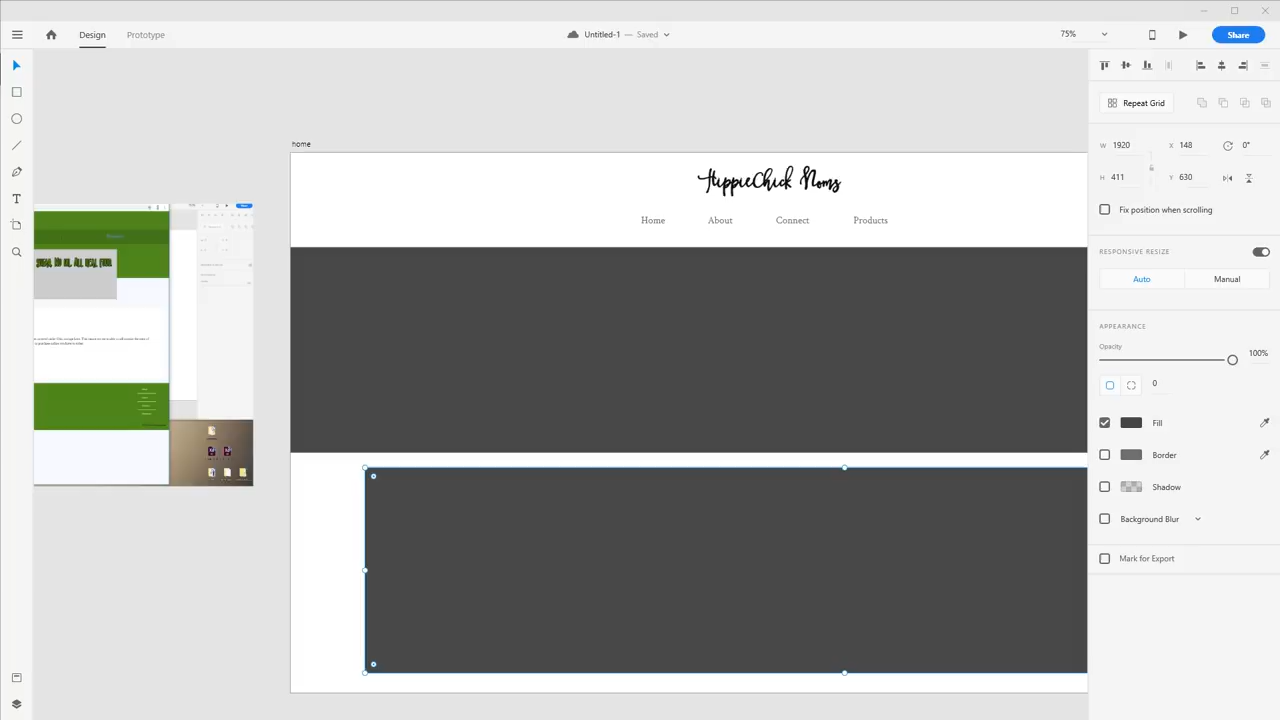 Design Prototype Untitled-1 — Saved 75% Share
Repeat Grid
W 1920 X 148 0°
H 411 Y 630
Fix position when scrolling
RESPONSIVE RESIZE
Auto Manual
APPEARANCE
Opacity
100%
0
Fill
Border
Shadow
Background Blur
Mark for Export
home
HippieChick Noms
Home About Connect Products